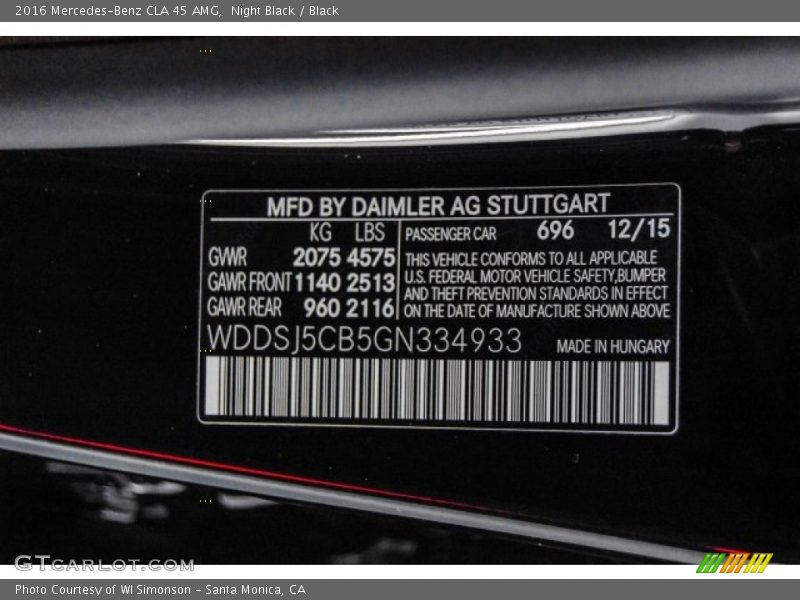 2016 Mercedes-Benz CLA 45 AMG, Night Black / Black
MFD BY DAIMLER AG STUTTGART
KG LBS PASSENGER CAR 696 12/15
GVWR 2075 4575
GAWR FRONT 1140 2513
GAWR REAR 960 2116
THIS VEHICLE CONFORMS TO ALL APPLICABLE
U.S. FEDERAL MOTOR VEHICLE SAFETY, BUMPER
AND THEFT PREVENTION STANDARDS IN EFFECT
ON THE DATE OF MANUFACTURE SHOWN ABOVE
WDDSJ5CB5GN334933 MADE IN HUNGARY
GTCARLOT.COM
Photo Courtesy of WI Simonson - Santa Monica, CA